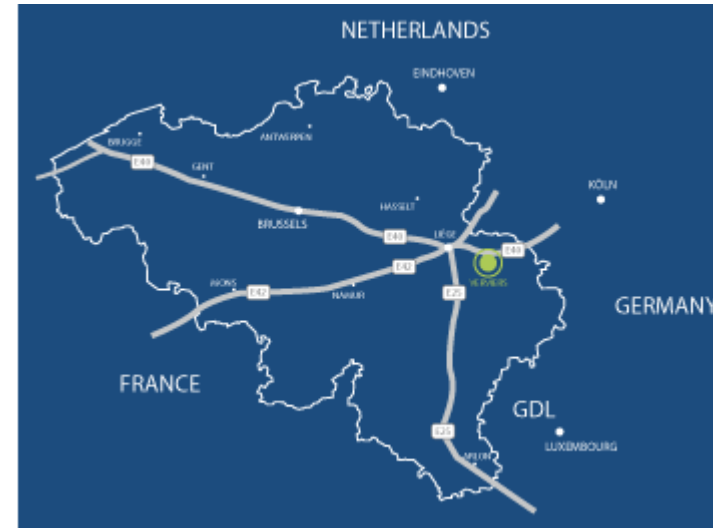 NETHERLANDS
EINDHOVEN
ANTWERPEN
BRUGGE
E40
GENT
KÖLN
HASSELT
BRUSSELS
LIÈGE
E40
E40
E42
VERVIERS
MONS
E42
NAMUR
E25
GERMANY
FRANCE
GDL
E25
LUXEMBOURG
ARLON